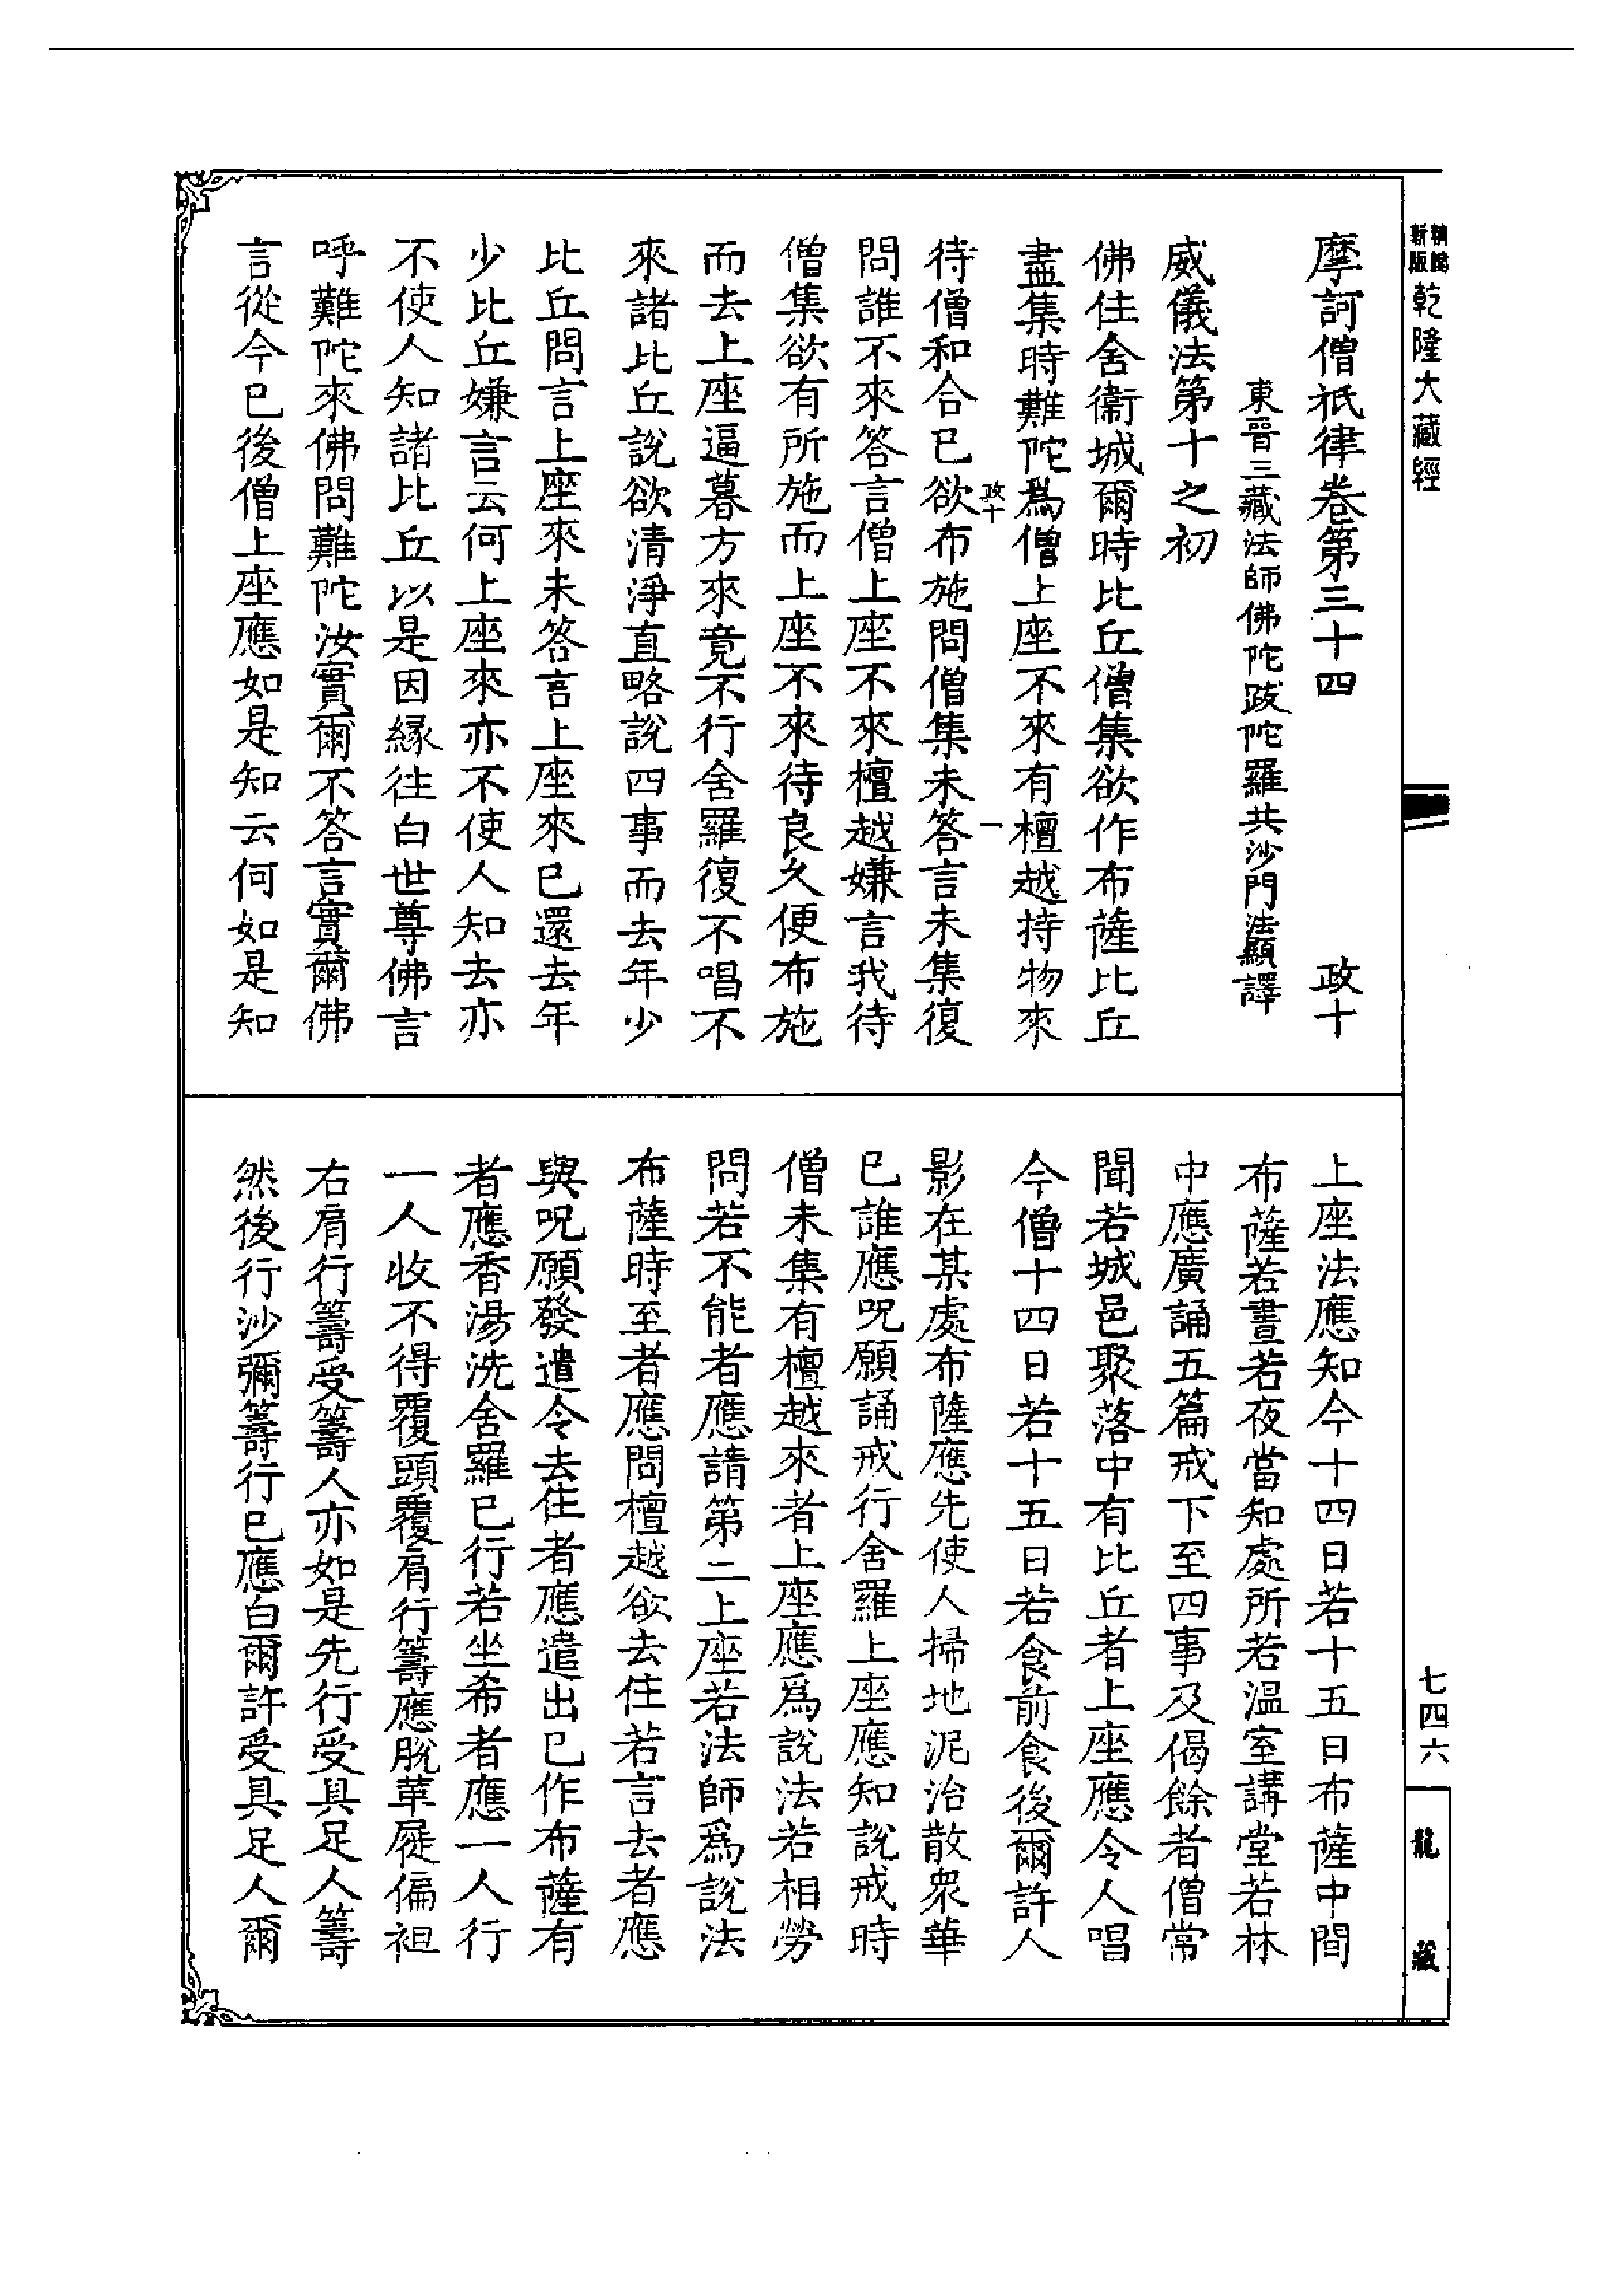 精縮新版乾隆大藏經
七四六
龍藏
摩訶僧祇律卷第三十四 政十
東晉三藏法師佛陀跋陀羅共沙門法顯譯
威儀法第十之初
佛住舍衞城爾時比丘僧集欲作布薩比丘
盡集時難陀爲僧上座不來有檀越持物來
政十 一
待僧和合已欲布施問僧集未答言未集復
問誰不來答言僧上座不來檀越嫌言我待
僧集欲有所施而上座不來待良久便布施
而去上座逼暮方來竟不行舍羅復不唱不
來諸比丘說欲清淨直略說四事而去年少
比丘問言上座來未答言上座來已還去年
少比丘嫌言云何上座來亦不使人知去亦
不使人知諸比丘以是因緣往白世尊佛言
呼難陀來佛問難陀汝實爾不答言實爾佛
言從今已後僧上座應如是知云何如是知
上座法應知今十四日若十五日布薩中間
布薩若晝若夜當知處所若溫室講堂若林
中應廣誦五篇戒下至四事及偈餘者僧常
聞若城邑聚落中有比丘者上座應令人唱
今僧十四日若十五日若食前食後爾許人
影在某處布薩應先使人掃地泥治散眾華
已誰應呪願誦戒行舍羅上座應知說戒時
僧未集有檀越來者上座應爲說法若相勞
問若不能者應請第二上座若法師爲說法
布薩時至者應問檀越欲去住若言去者應
與呪願發遣令去住者應遣出已作布薩有
者應香湯洗舍羅已行若坐希者應一人行
一人收不得覆頭覆肩行籌應脫革屣偏袒
右肩行籌受籌人亦如是先行受具足人籌
然後行沙彌籌行已應白爾許受具足人爾